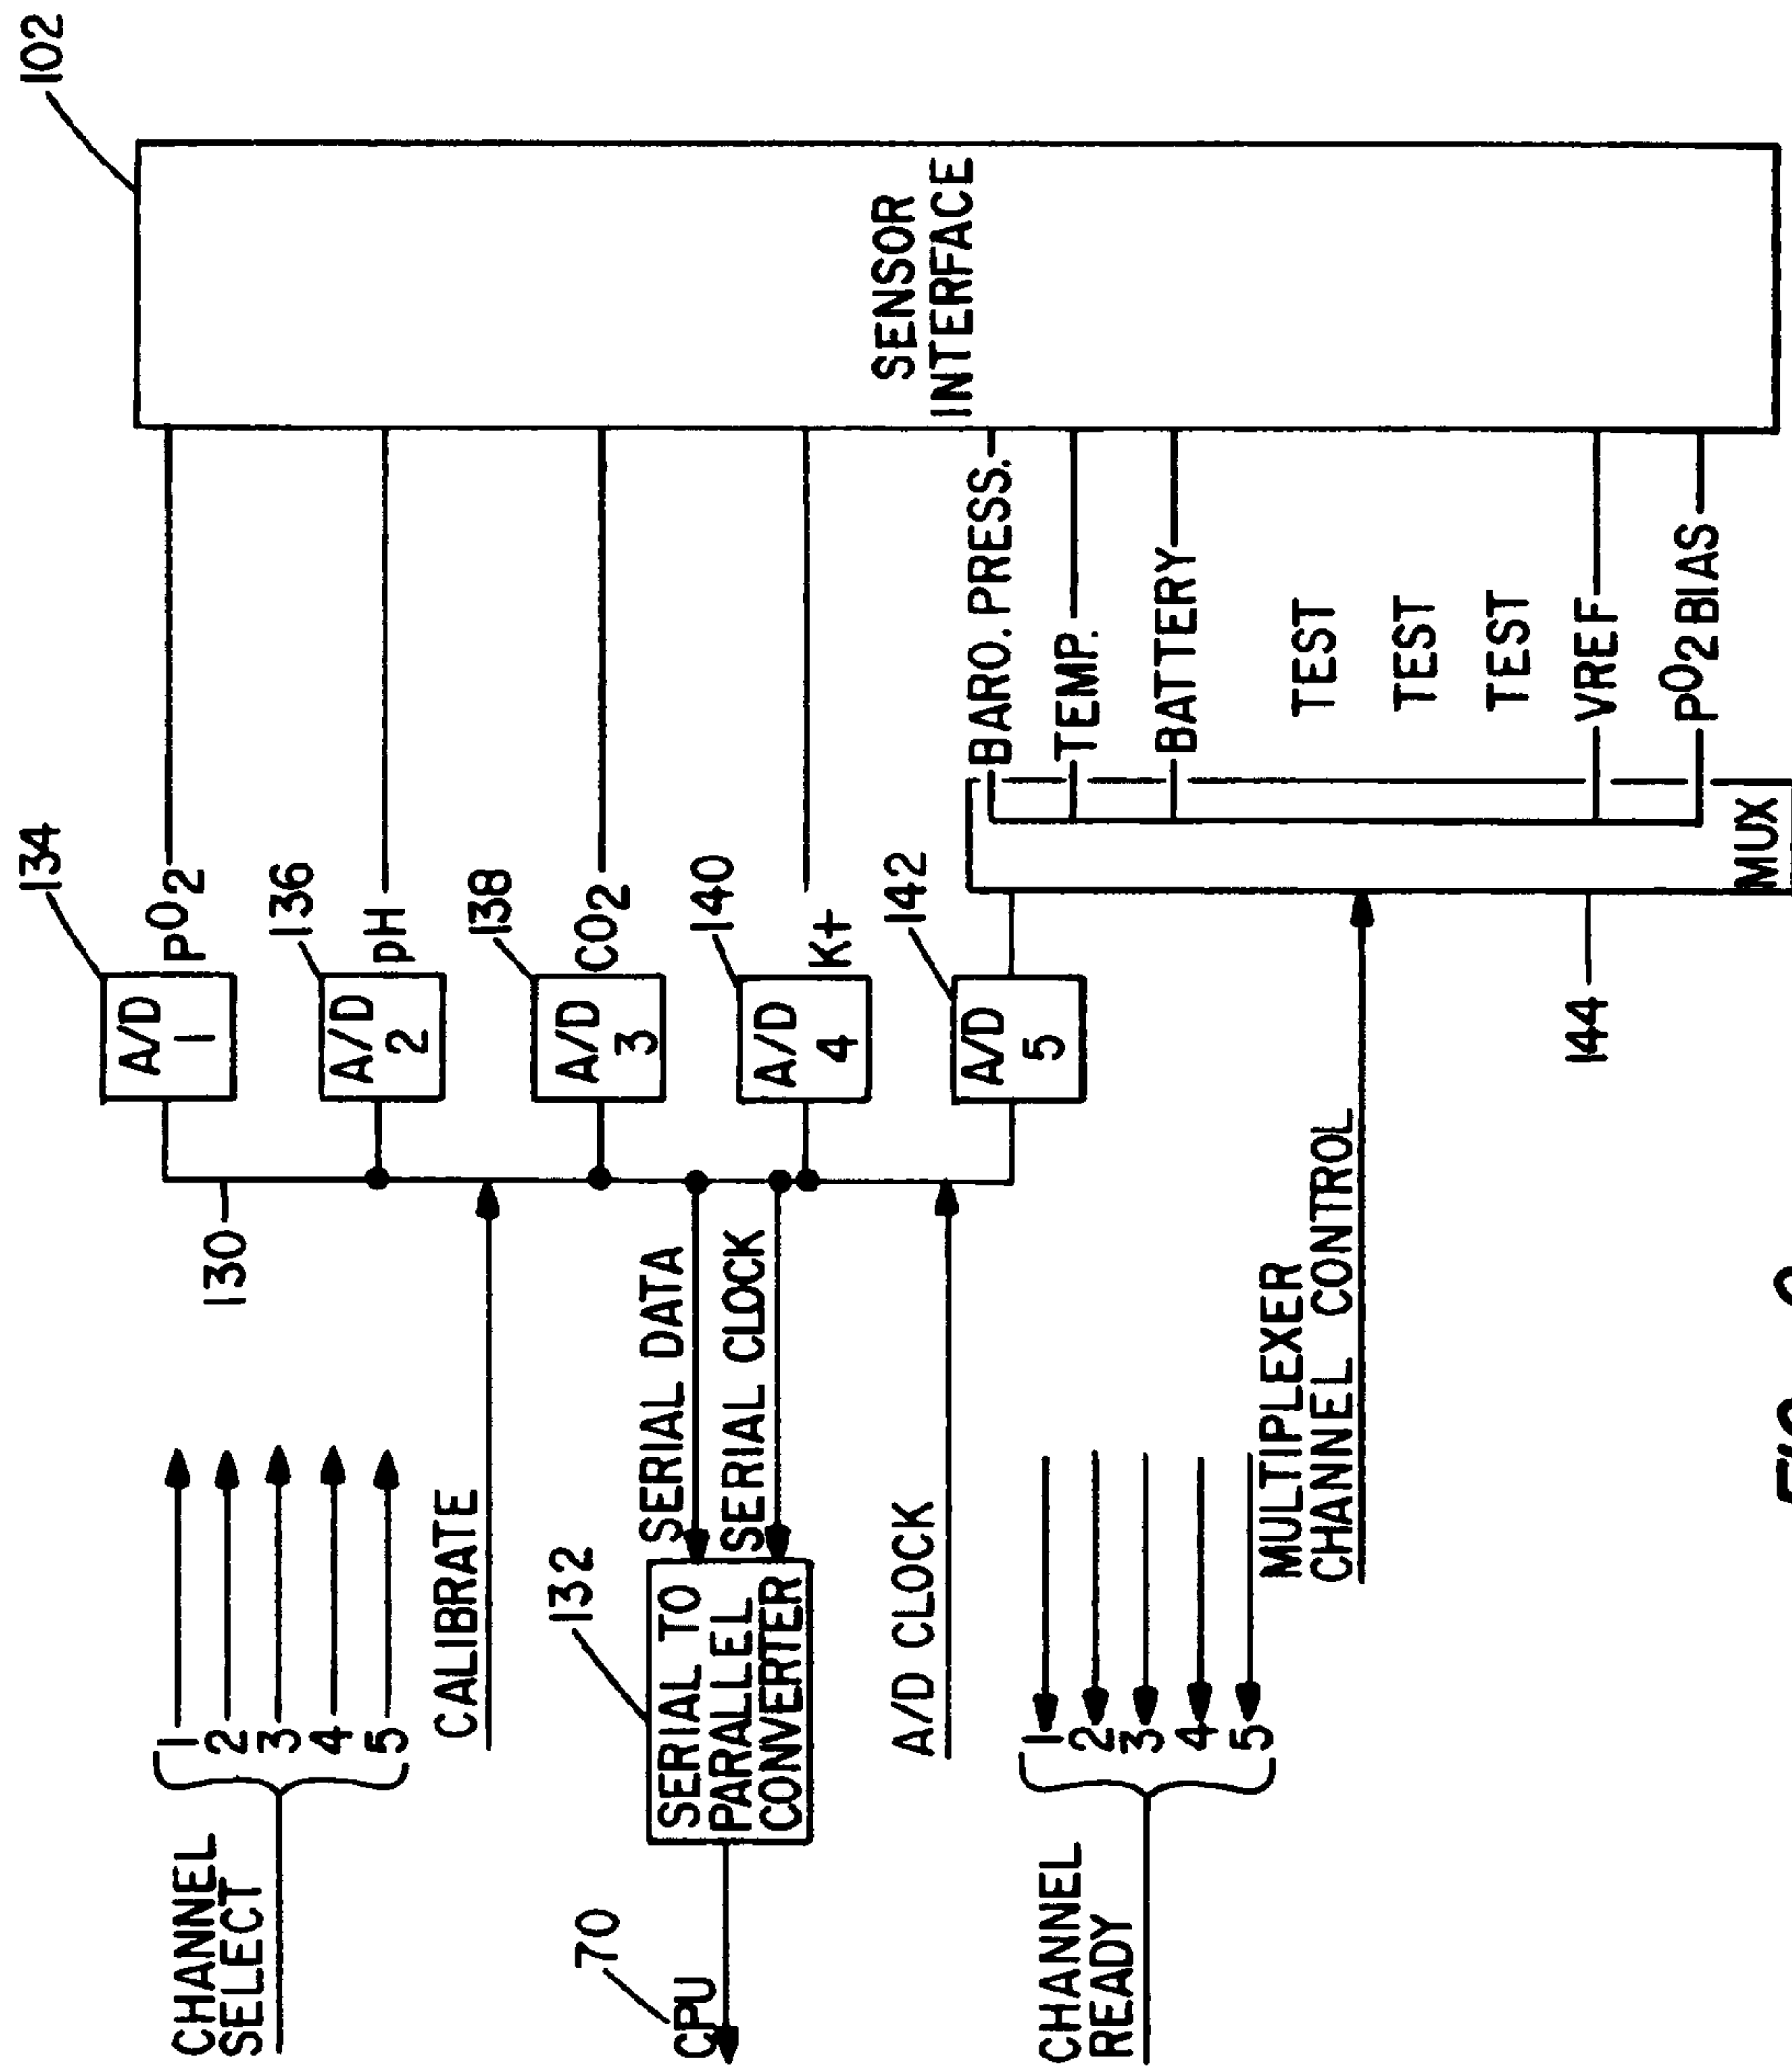 102
134
A/D
1
pO2
136
A/D
2
pH
138
A/D
3
CO2
140
A/D
4
K+
142
A/D
5
130
CHANNEL
SELECT
1
2
3
4
5
CALIBRATE
132
SERIAL TO
PARALLEL
CONVERTER
SERIAL DATA
SERIAL CLOCK
70
CPU
A/D CLOCK
CHANNEL
READY
1
2
3
4
5
MULTIPLEXER
CHANNEL CONTROL
144
MUX
BARO. PRESS.
TEMP.
BATTERY
TEST
TEST
TEST
VREF
pO2 BIAS
SENSOR
INTERFACE
FIG.